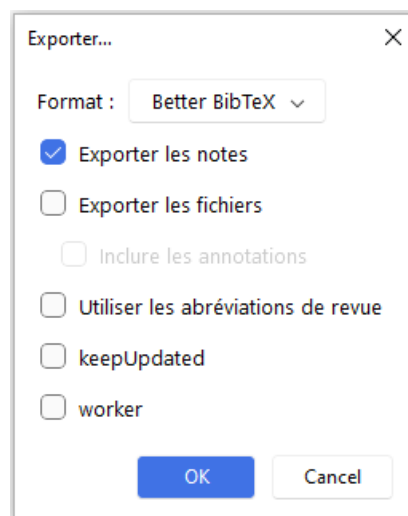 Exporter...
Format : Better BibTeX
Exporter les notes
Exporter les fichiers
Inclure les annotations
Utiliser les abréviations de revue
keepUpdated
worker
OK Cancel